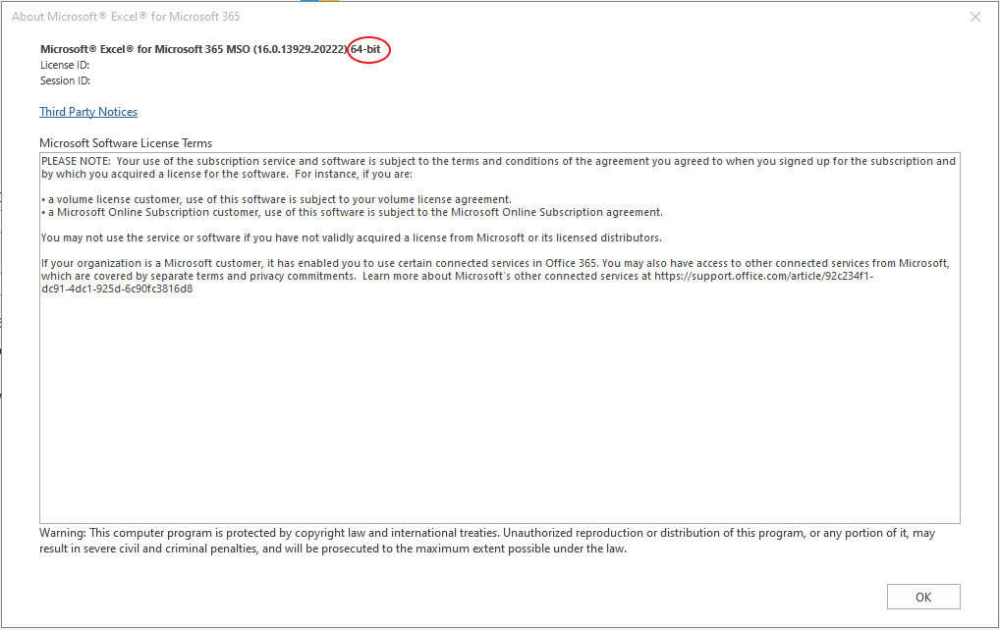 About Microsoft® Excel® for Microsoft 365
Microsoft® Excel® for Microsoft 365 MSO (16.0.13929.20222) 64-bit
License ID:
Session ID:
Third Party Notices
Microsoft Software License Terms
PLEASE NOTE:  Your use of the subscription service and software is subject to the terms and conditions of the agreement you agreed to when you signed up for the subscription and
by which you acquired a license for the software.  For instance, if you are:
• a volume license customer, use of this software is subject to your volume license agreement.
• a Microsoft Online Subscription customer, use of this software is subject to the Microsoft Online Subscription agreement.
You may not use the service or software if you have not validly acquired a license from Microsoft or its licensed distributors.
If your organization is a Microsoft customer, it has enabled you to use certain connected services in Office 365. You may also have access to other connected services from Microsoft,
which are covered by separate terms and privacy commitments.  Learn more about Microsoft's other connected services at https://support.office.com/article/92c234f1-
dc91-4dc1-925d-6c90fc3816d8
Warning: This computer program is protected by copyright law and international treaties. Unauthorized reproduction or distribution of this program, or any portion of it, may
result in severe civil and criminal penalties, and will be prosecuted to the maximum extent possible under the law.
OK